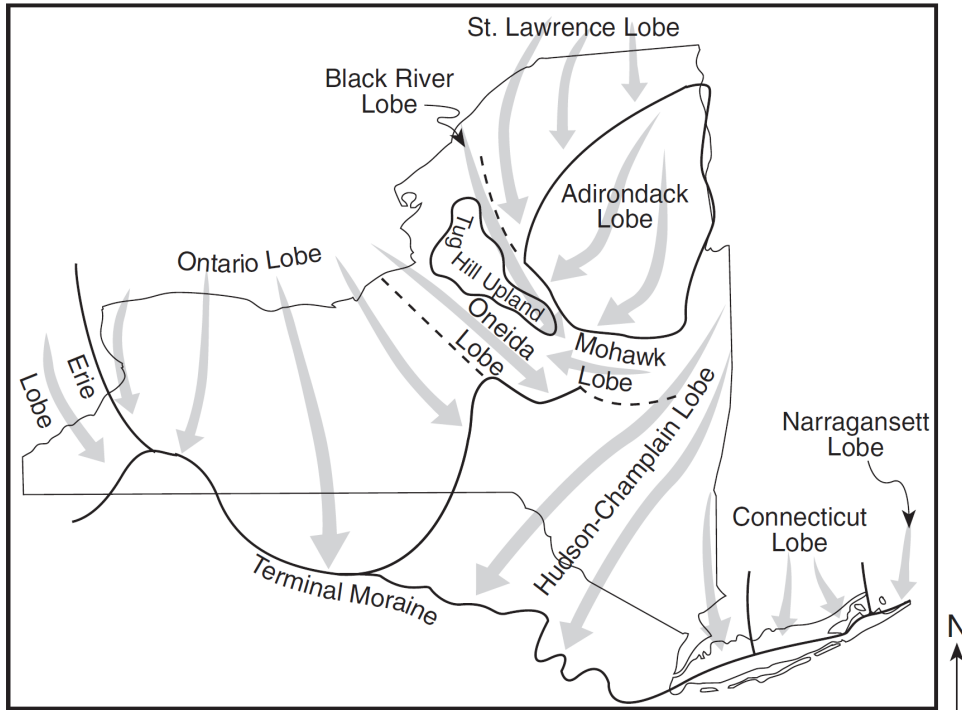 St. Lawrence Lobe
Black River
Lobe
Adirondack
Lobe
Tug
Hill Upland
Ontario Lobe
Oneida
Lobe
Mohawk
Lobe
Erie
Lobe
Hudson-Champlain Lobe
Narragansett
Lobe
Connecticut
Lobe
Terminal Moraine
N